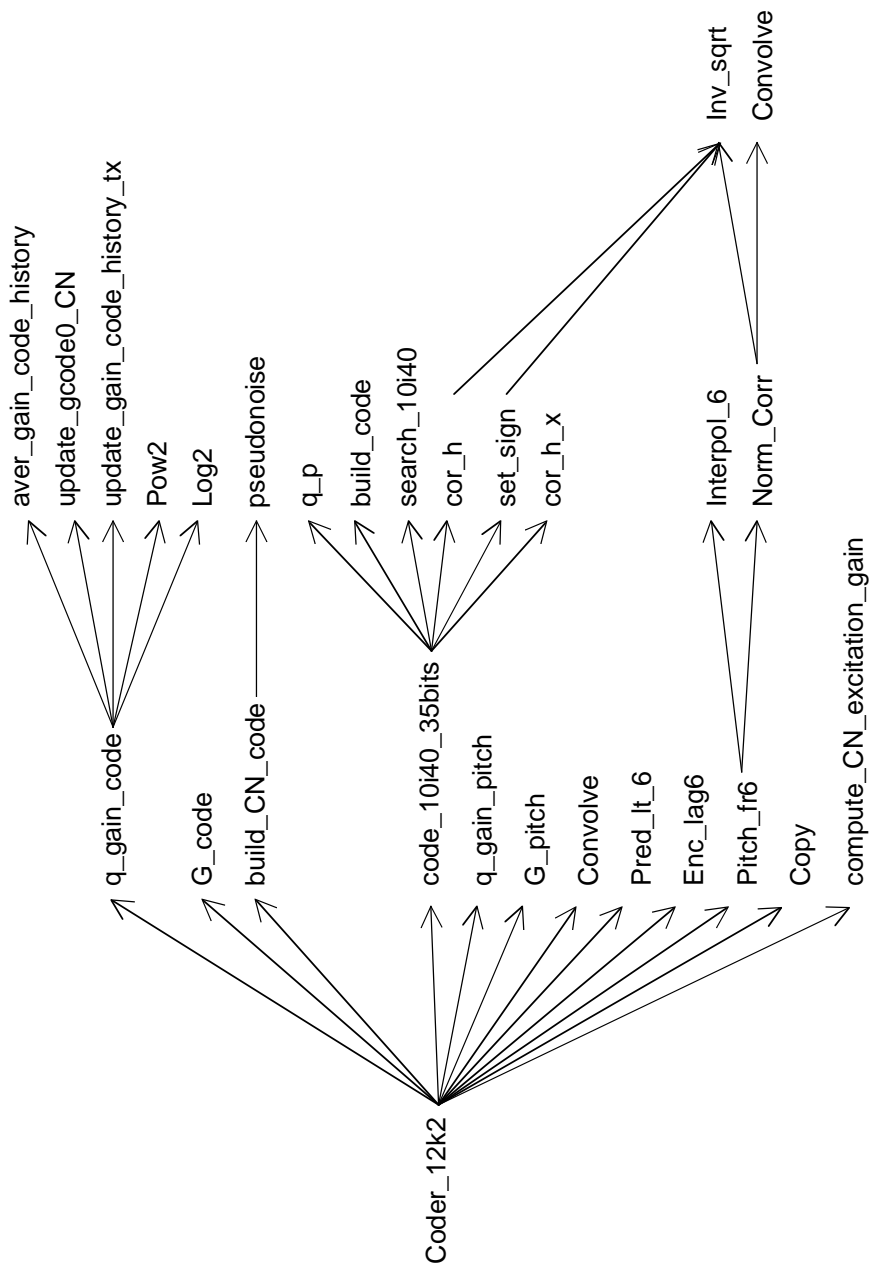 Coder_12k2
q_gain_code
G_code
build_CN_code
code_10i40_35bits
q_gain_pitch
G_pitch
Convolve
Pred_lt_6
Enc_lag6
Pitch_fr6
Copy
compute_CN_excitation_gain
aver_gain_code_history
update_gcode0_CN
update_gain_code_history_tx
Pow2
Log2
pseudonoise
q_p
build_code
search_10i40
cor_h
set_sign
cor_h_x
Interpol_6
Norm_Corr
Inv_sqrt
Convolve